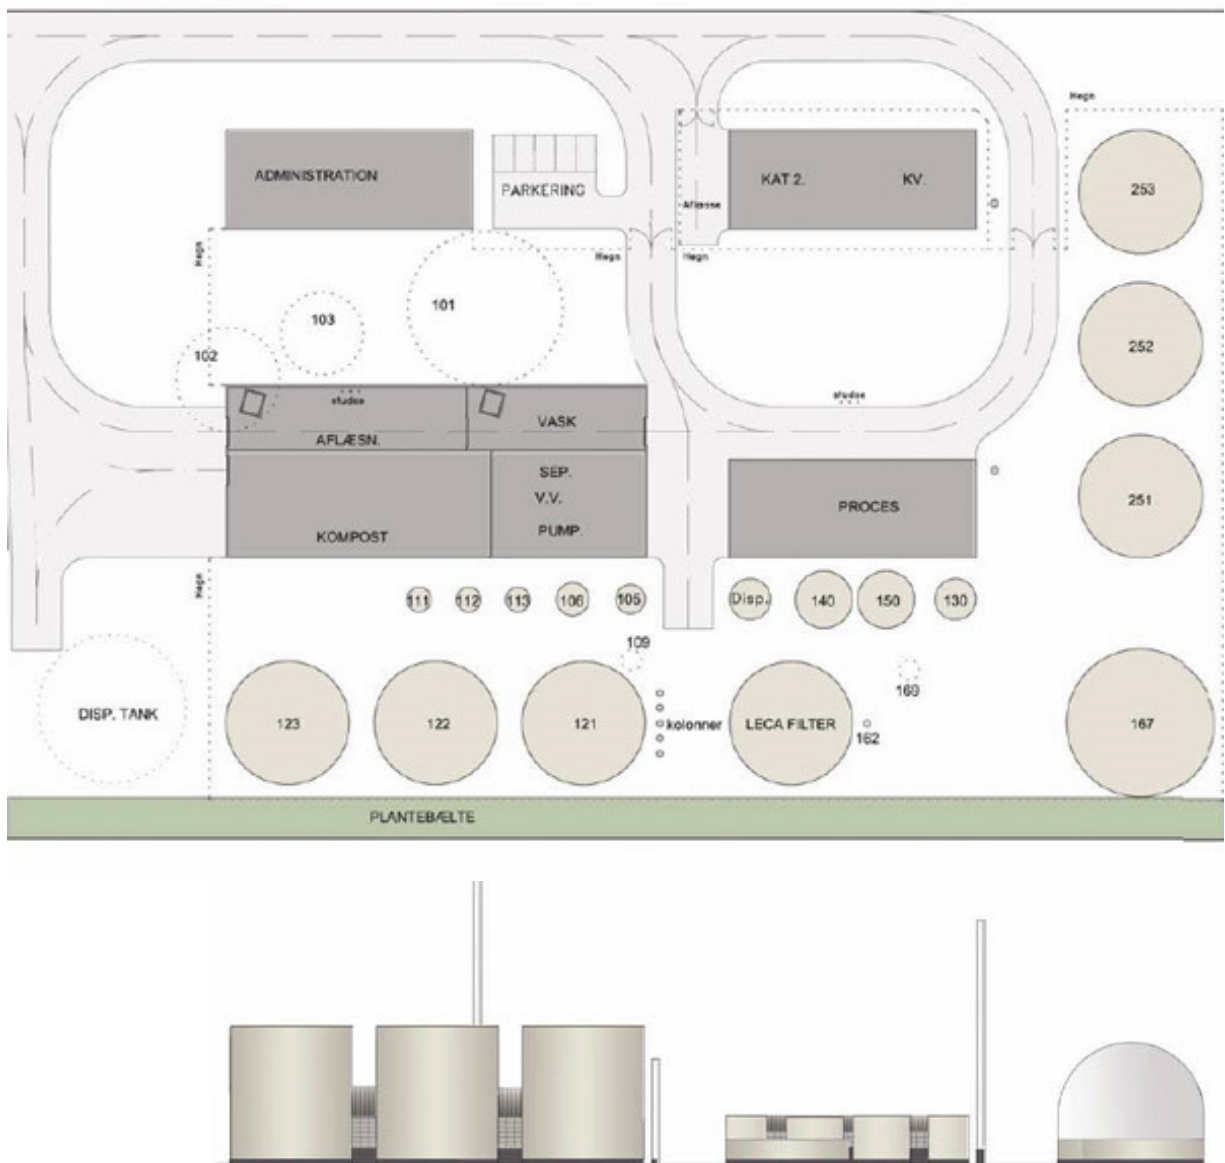 Hegn
ADMINISTRATION
PARKERING
KAT 2.
KV.
253
Aflæsse
Hegn
Hegn
Hegn
101
103
102
252
studse
studse
AFLÆSN.
VASK
SEP.
V.V.
PUMP.
KOMPOST
PROCES
251
Hegn
111
112
113
106
105
Disp.
140
150
130
109
169
DISP. TANK
123
122
121
kolonner
LECA FILTER
162
167
PLANTEBÆLTE